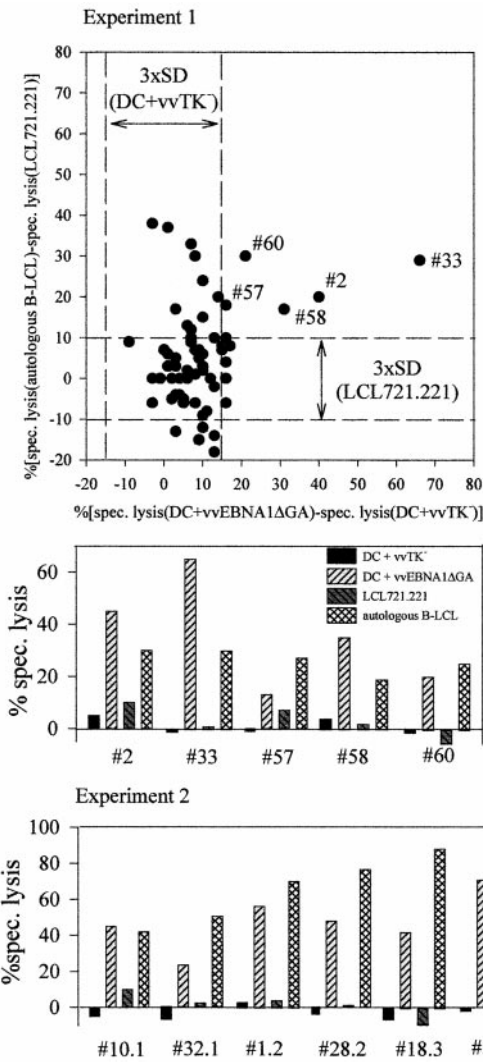 Experiment 1
%[spec. lysis(autologous B-LCL)-spec. lysis(LCL721.221)]
80
70
60
50
40
30
20
10
0
-10
-20
3xSD
(DC+vvTK-)
#60
#33
#2
#57
#58
3xSD
(LCL721.221)
-20 -10 0 10 20 30 40 50 60 70 80
%[spec. lysis(DC+vvEBNA1ΔGA)-spec. lysis(DC+vvTK-)]
% spec. lysis
60
40
20
0
DC + vvTK-
DC + vvEBNA1ΔGA
LCL721.221
autologous B-LCL
#2 #33 #57 #58 #60
Experiment 2
%spec. lysis
100
80
60
40
20
0
#10.1 #32.1 #1.2 #28.2 #18.3 #